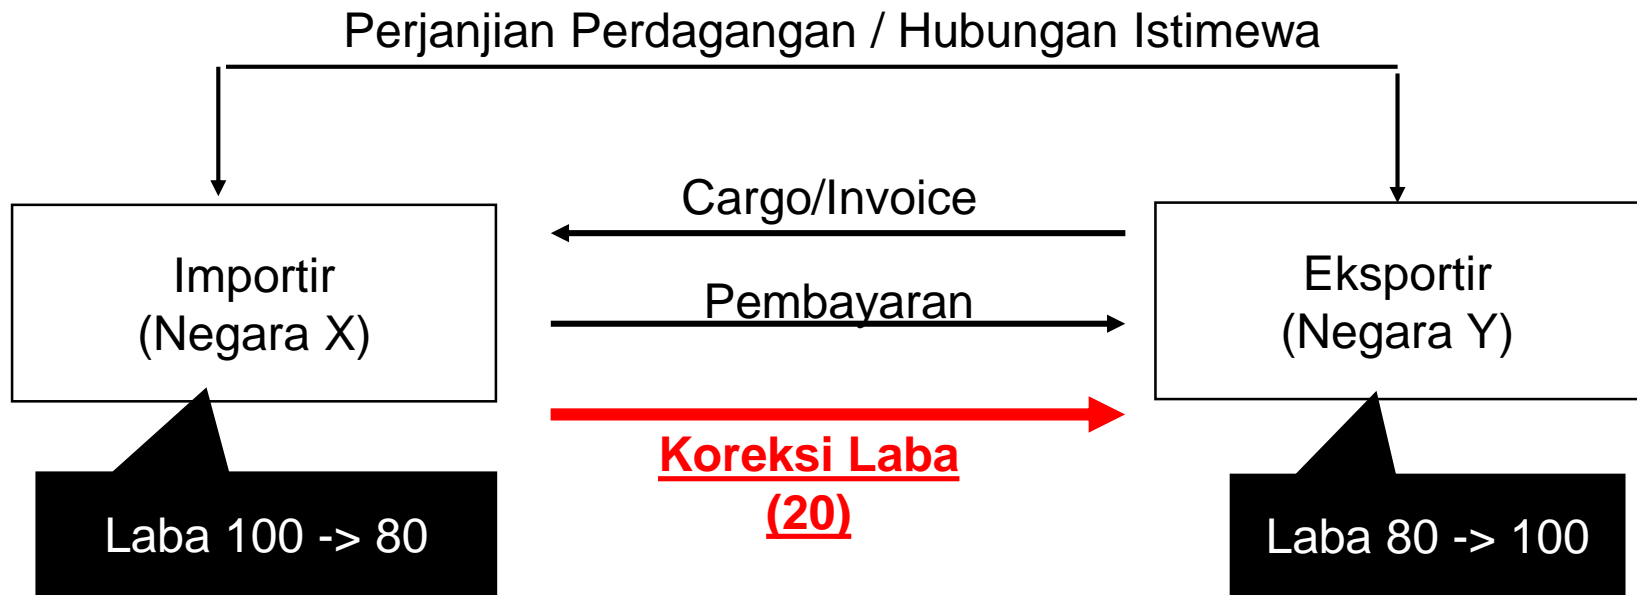 Perjanjian Perdagangan / Hubungan Istimewa
Cargo/Invoice
Importir
(Negara X)
Pembayaran
Eksportir
(Negara Y)
Koreksi Laba
(20)
Laba 100 -> 80
Laba 80 -> 100